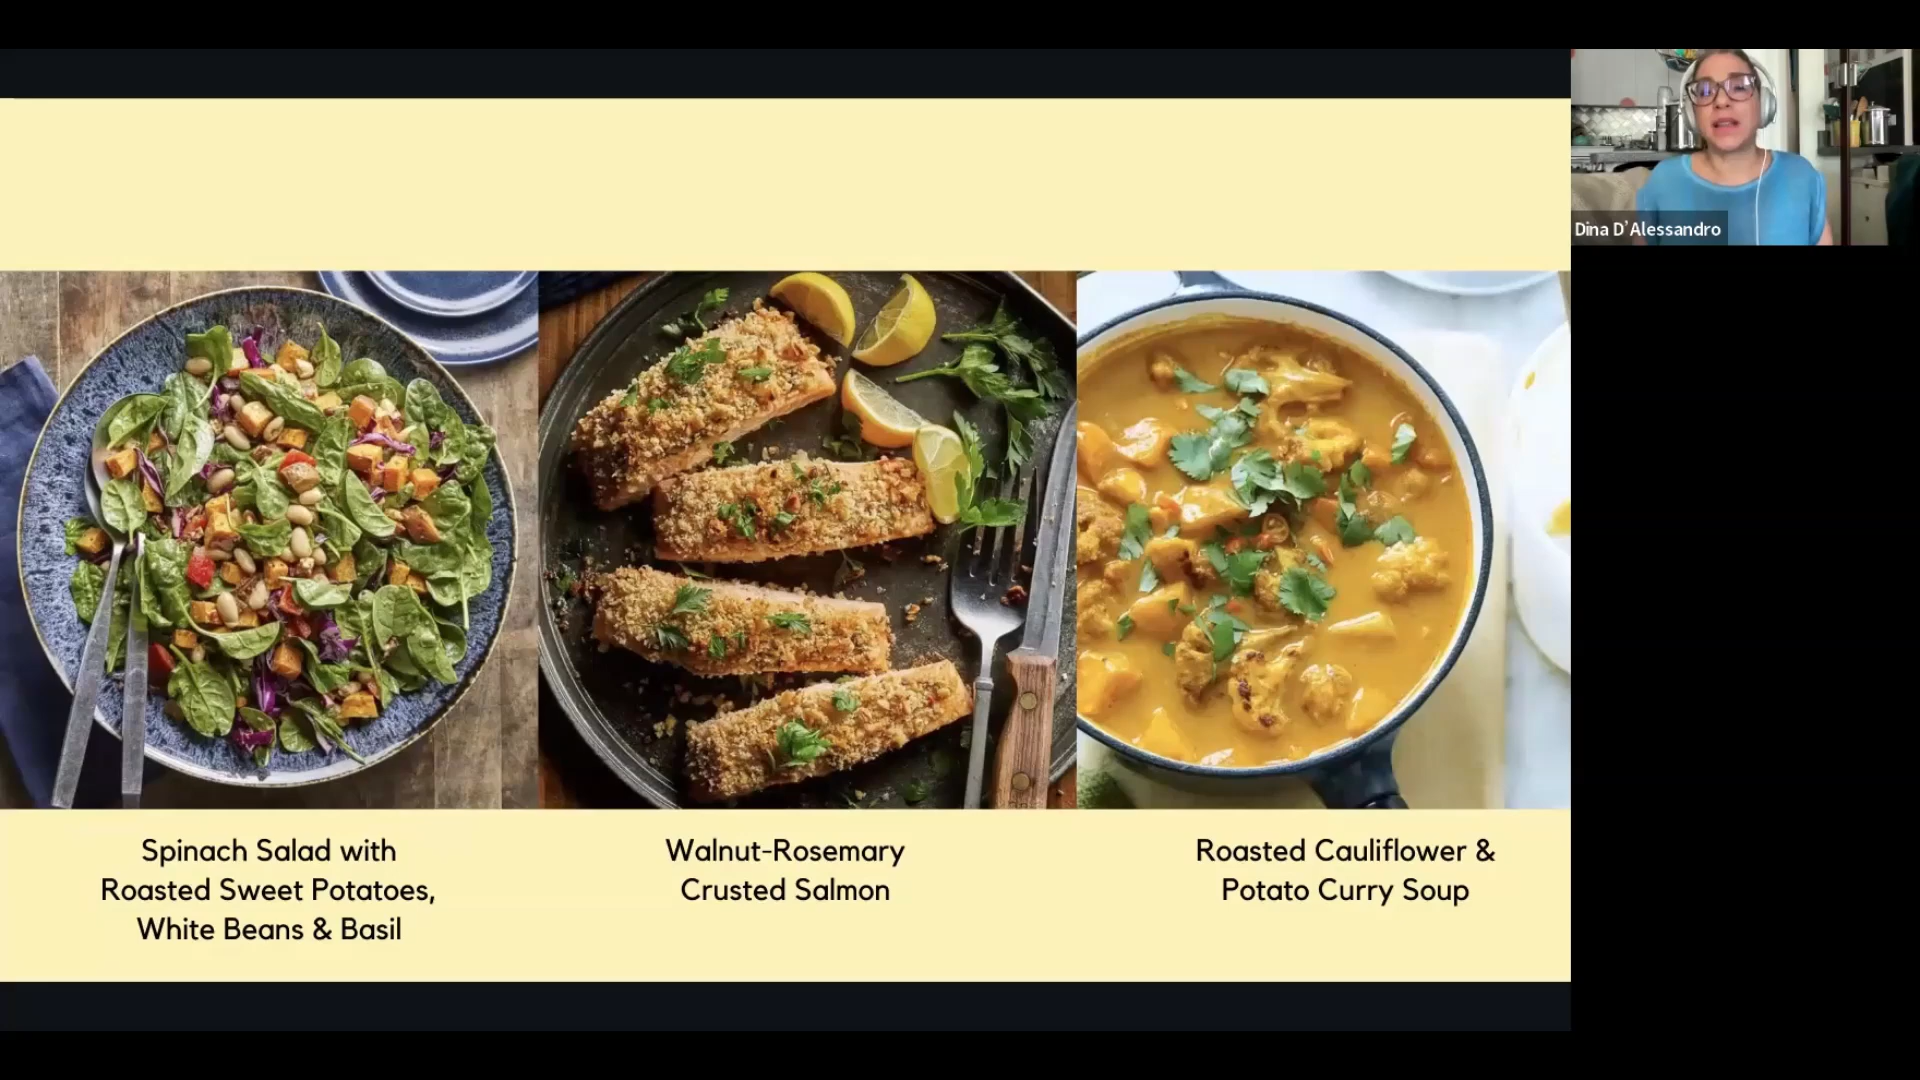 Dina D'Alessandro
Spinach Salad with
Roasted Sweet Potatoes,
White Beans & Basil
Walnut-Rosemary
Crusted Salmon
Roasted Cauliflower &
Potato Curry Soup